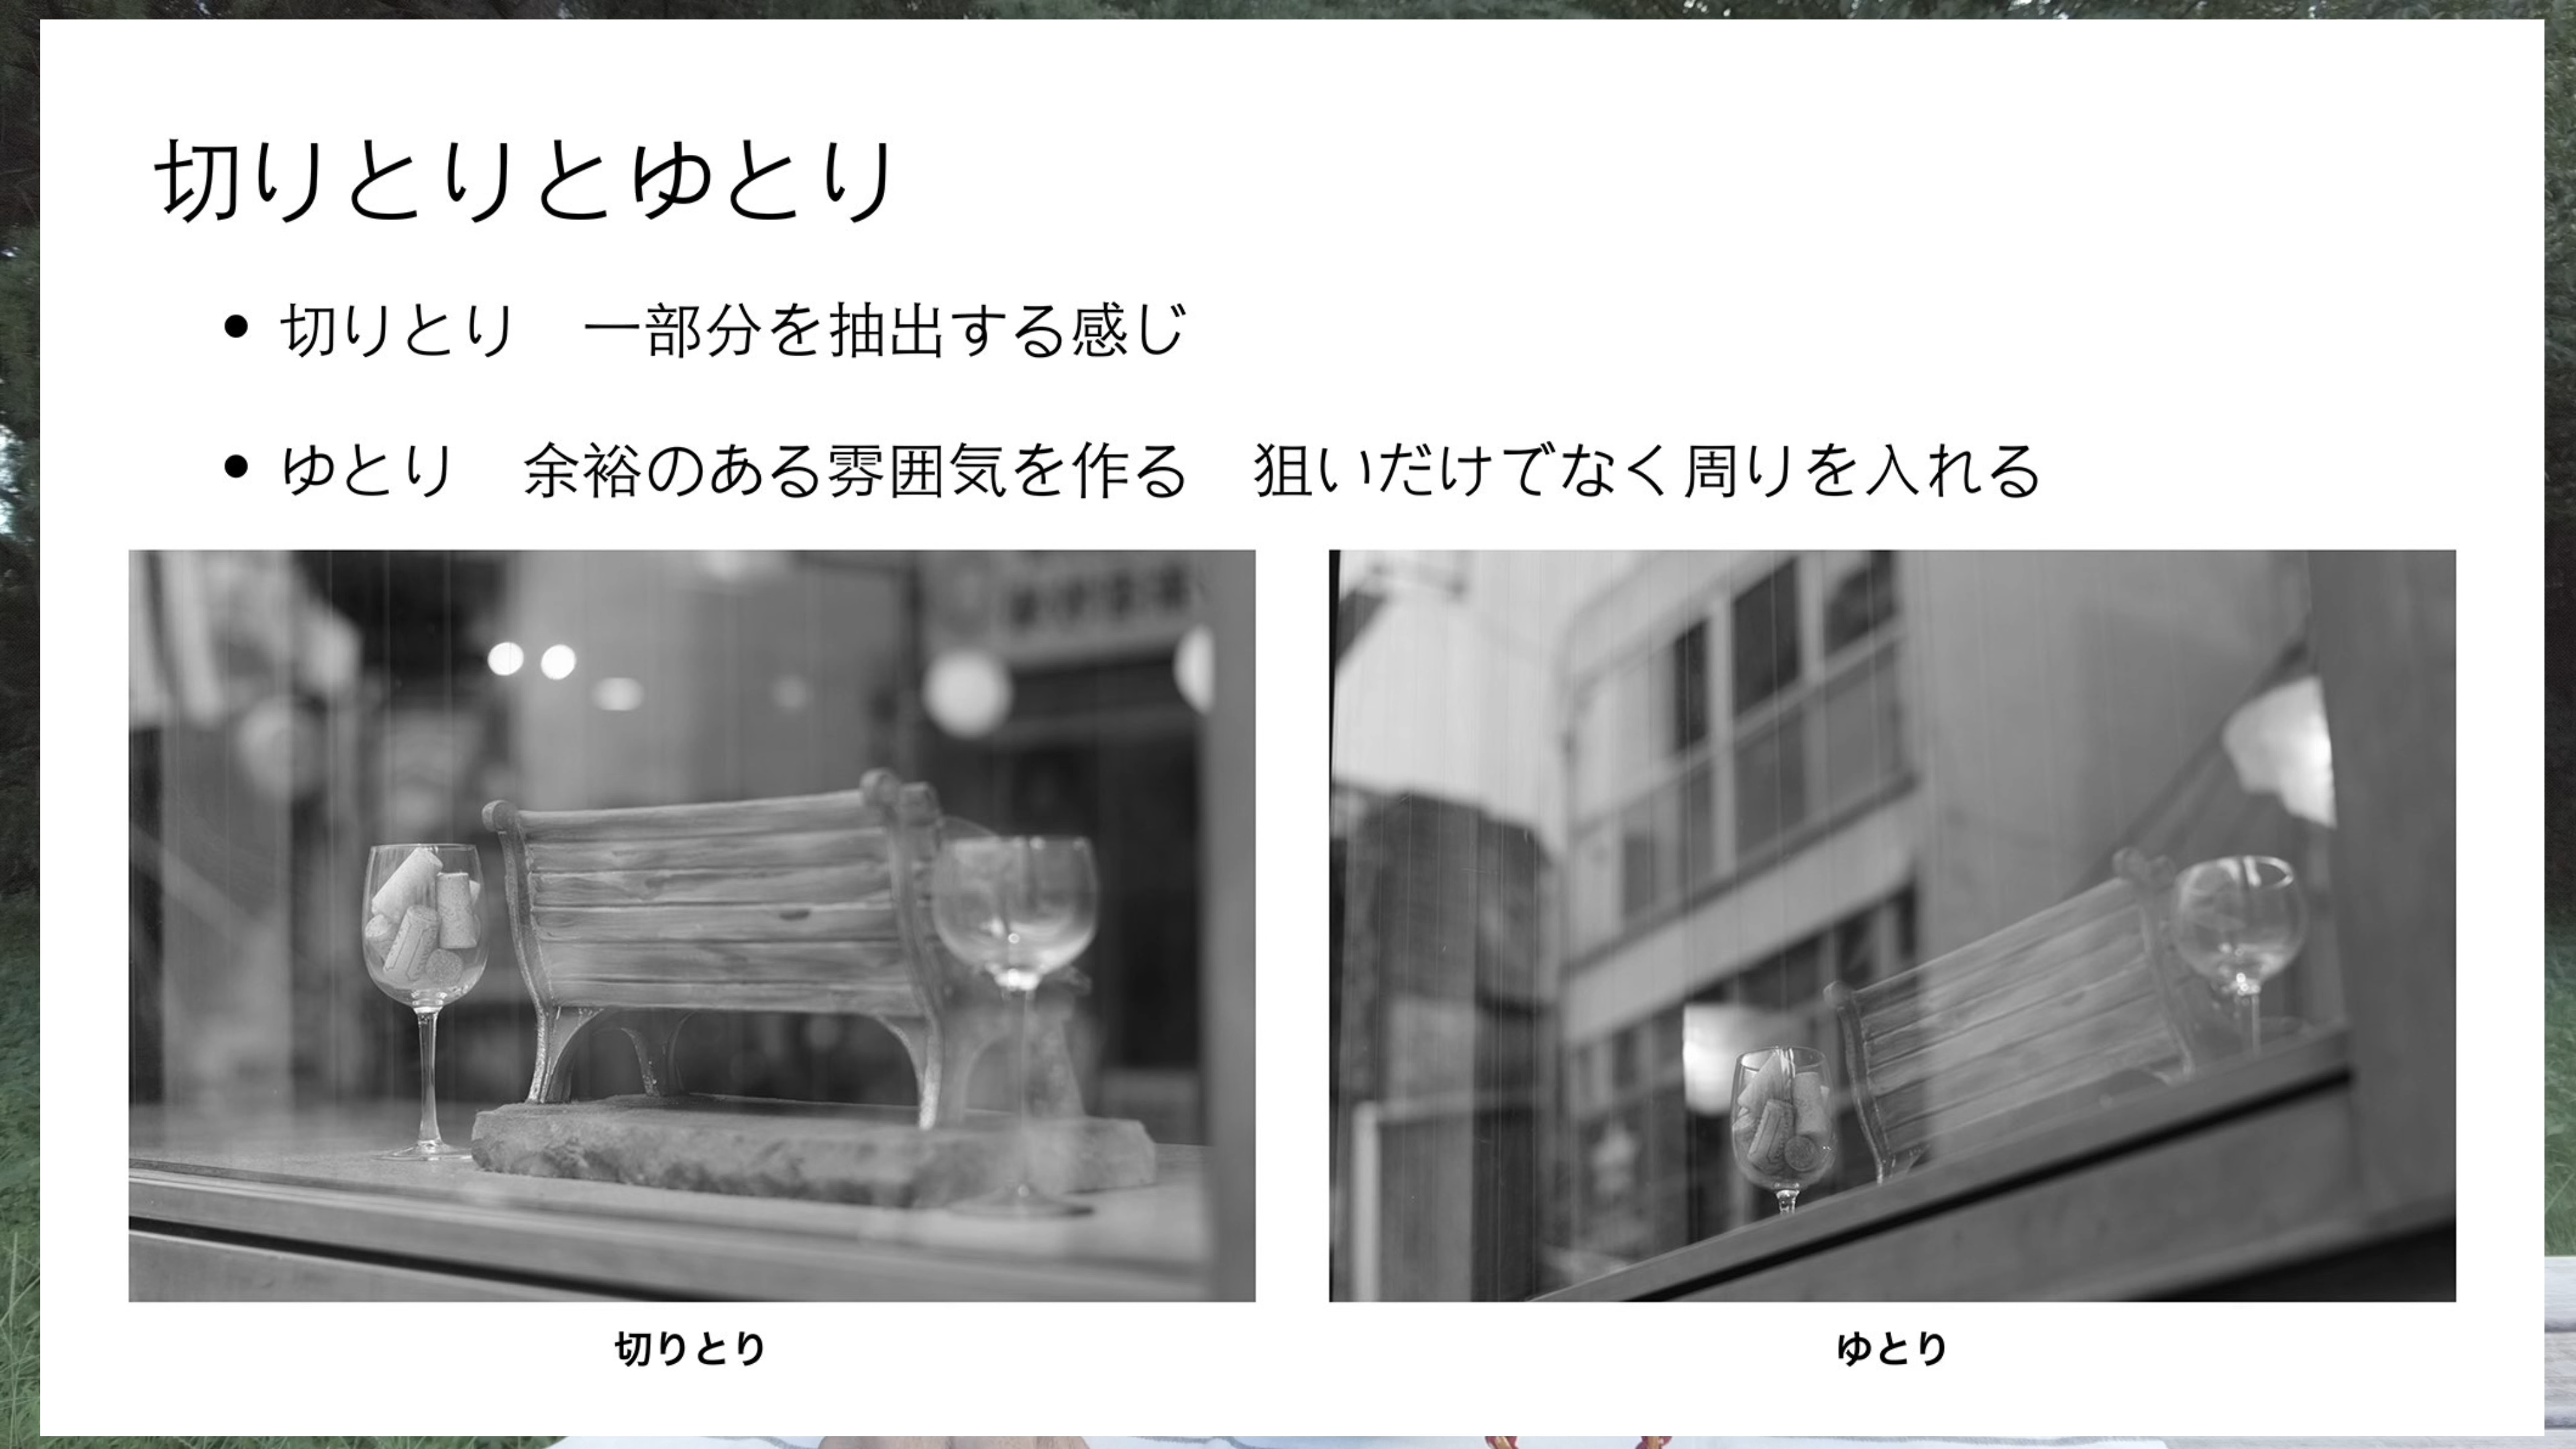 切りとりとゆとり
• 切りとり　一部分を抽出する感じ
• ゆとり　余裕のある雰囲気を作る　狙いだけでなく周りを入れる
切りとり
ゆとり